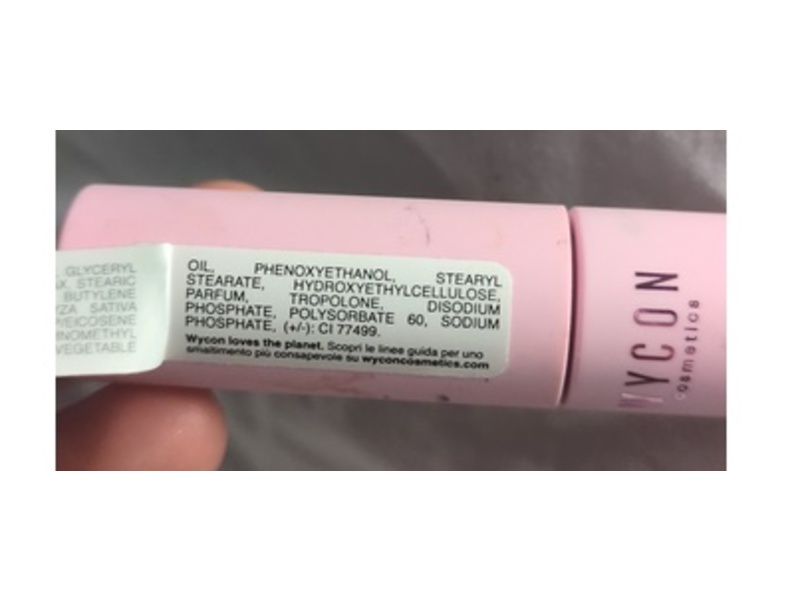 GLYCERYL
STEARIC
BUTYLENE
SATIVA
VEGETABLE
OIL, PHENOXYETHANOL, STEARYL
STEARATE, HYDROXYETHYLCELLULOSE,
PARFUM, TROPOLONE, DISODIUM
PHOSPHATE, POLYSORBATE 60, SODIUM
PHOSPHATE, (+/-): CI 77499.
Wycon loves the planet. Scopri le linee guida per uno
smaltimento più consapevole su wyconcosmetics.com
WYCON
cosmetics